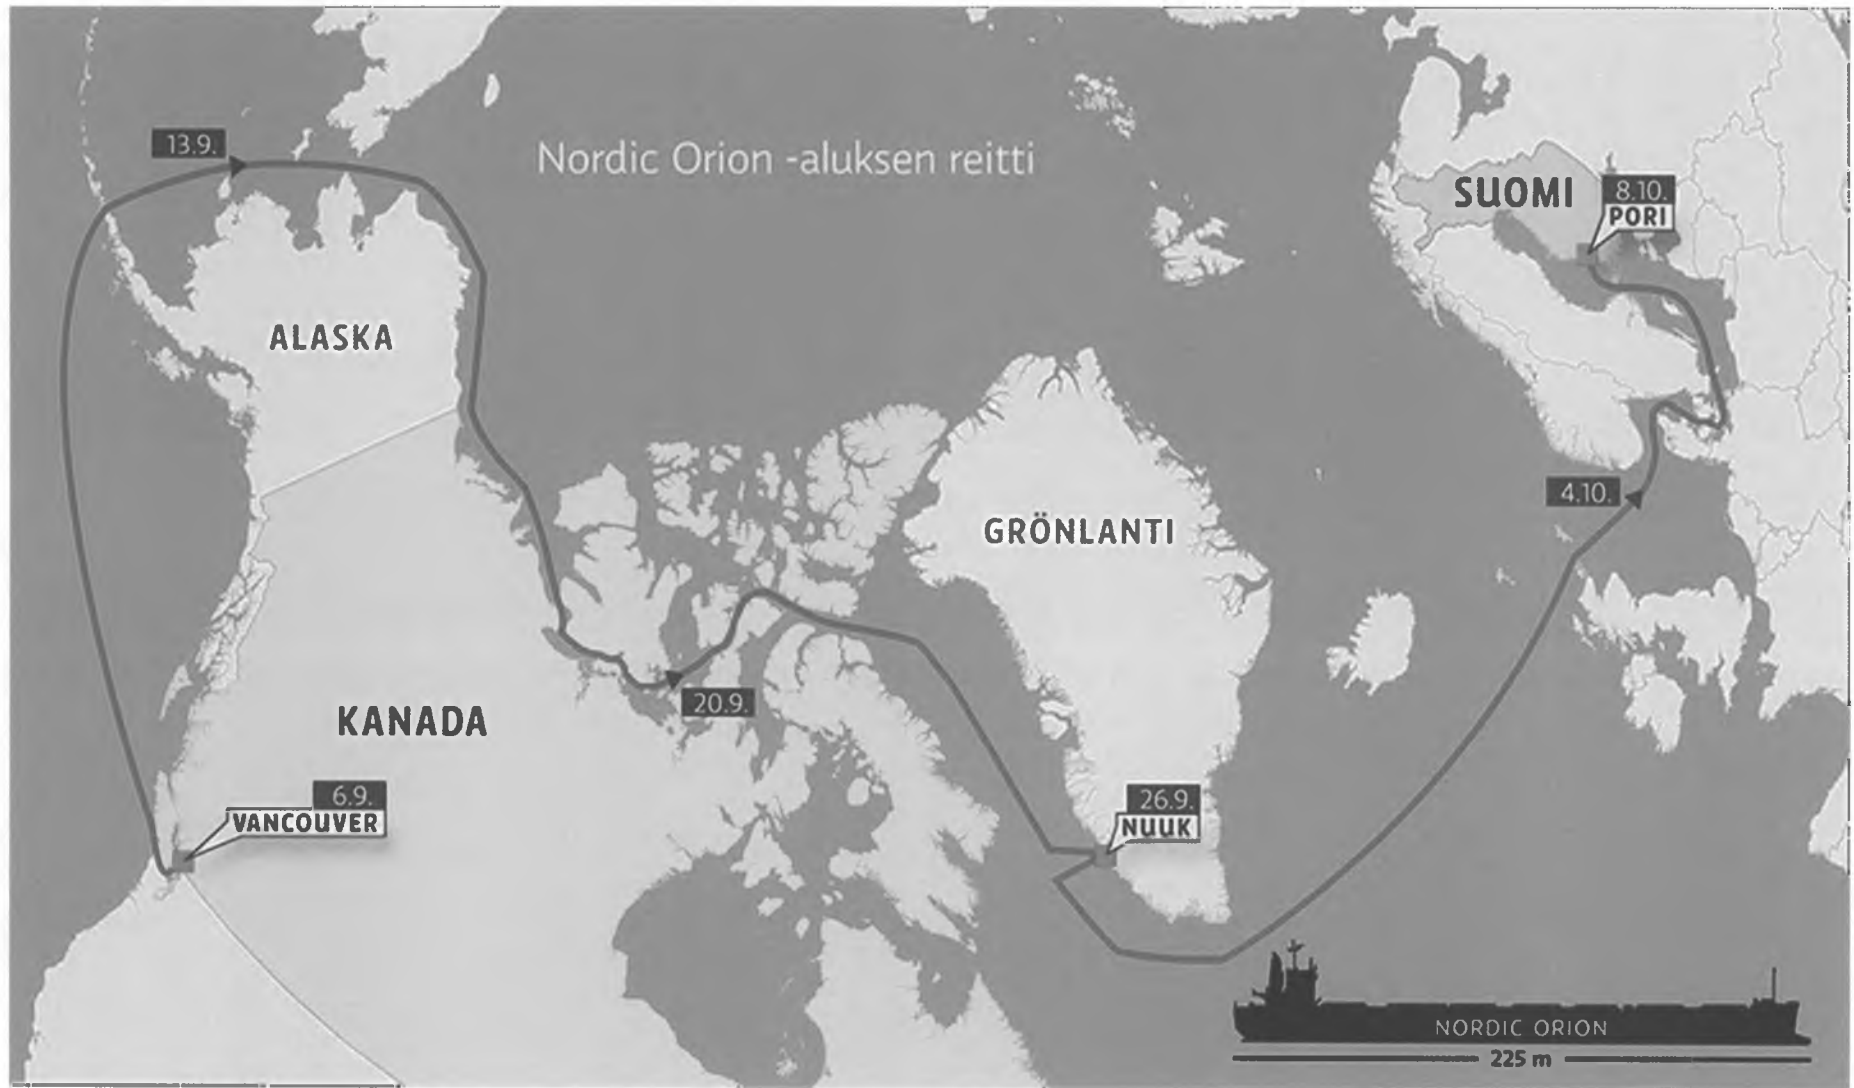 Nordic Orion -aluksen reitti
13.9.
SUOMI
8.10.
PORI
ALASKA
4.10.
GRÖNLANTI
20.9.
KANADA
6.9.
VANCOUVER
26.9.
NUUK
NORDIC ORION
225 m